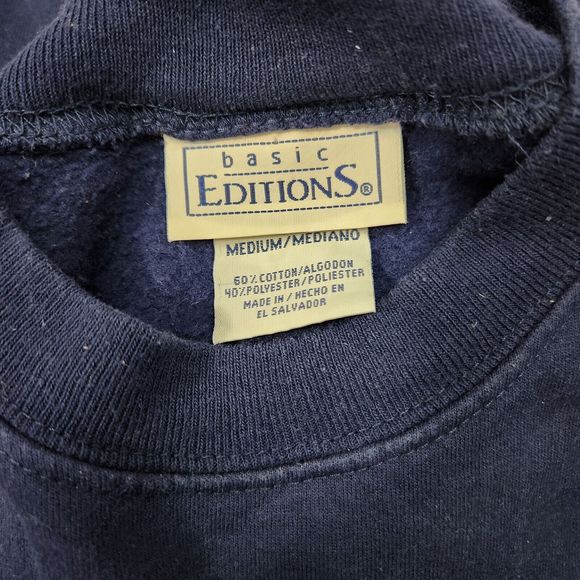 basic
EDITIONS®
MEDIUM/MEDIANO
60% COTTON/ALGODON
40% POLYESTER/POLIESTER
MADE IN / HECHO EN
EL SALVADOR